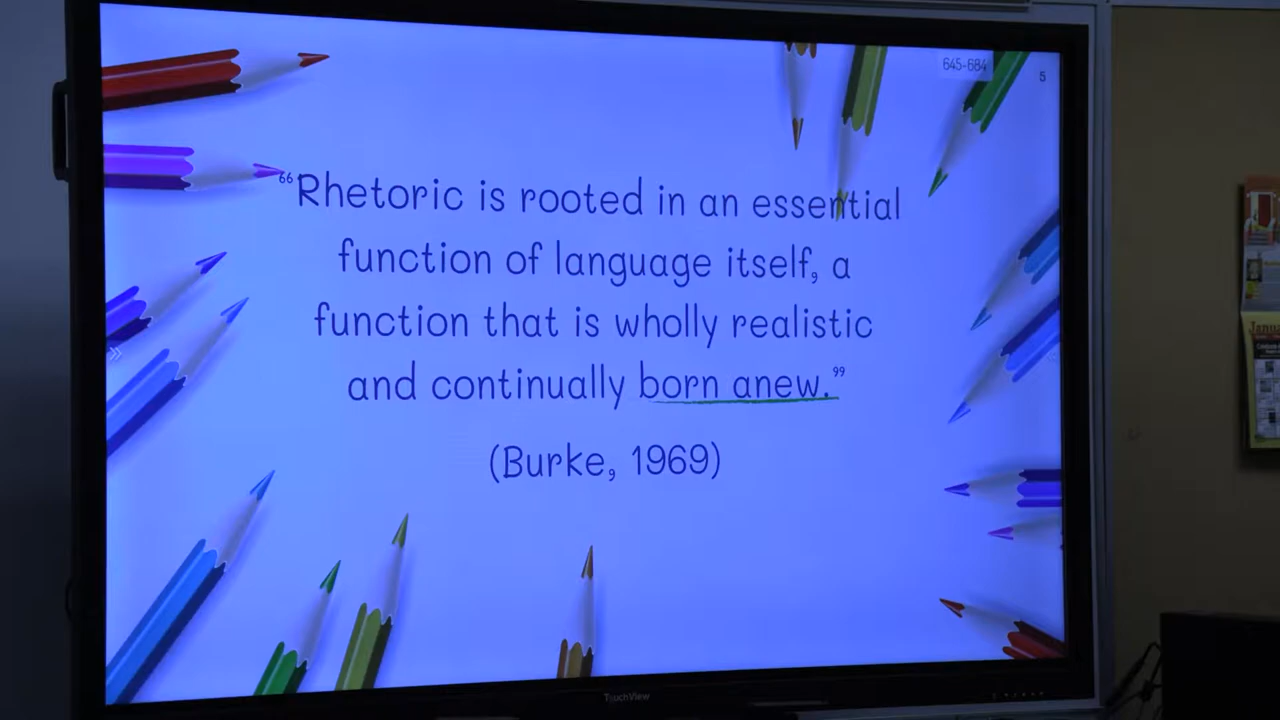 645-684
5
“Rhetoric is rooted in an essential
function of language itself, a
function that is wholly realistic
and continually born anew.”
(Burke, 1969)
TouchView